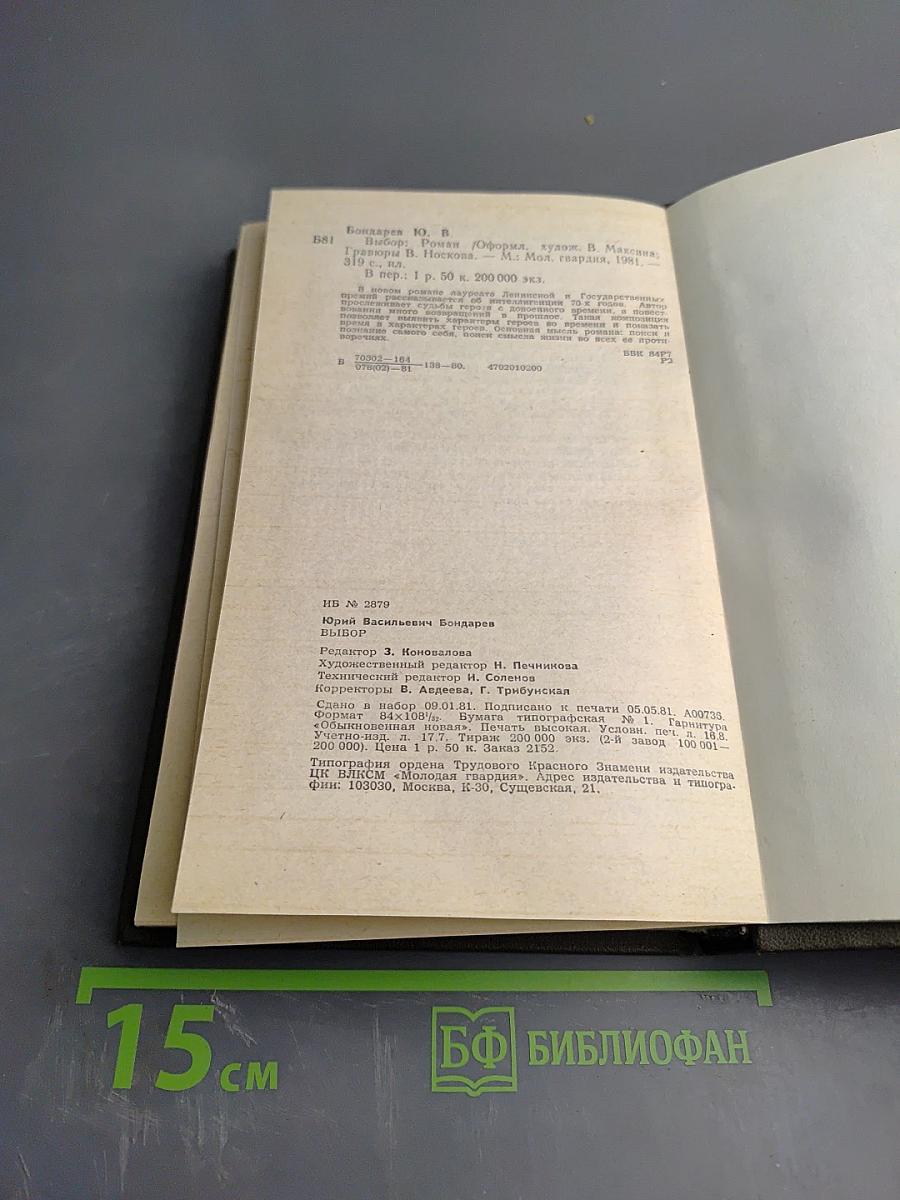 Бондарев Ю. В
Б81 Выбор: Роман /Оформл. худож. В. Максина;
Гравюры В. Носкова. — М.: Мол. гвардия, 1981. —
319 с., ил.
В пер.: 1 р. 50 к. 200 000 экз.
В новом романе лауреата Ленинской и Государственных
премий рассказывается об интеллигенции 70-х годов. Автор
прослеживает судьбы героев с довоенного времени, в повест-
вовании много возвращений в прошлое. Такая композиция
позволяет выявить характеры героев во времени и показать
время в характерах героев. Основная мысль романа: поиск и
познание самого себя, поиск смысла жизни во всех ее проти-
воречиях.
Б 70302—164
078(02)—81 —138—80. 4702010200
ББК 84Р7
Р2
ИБ № 2879
Юрий Васильевич Бондарев
ВЫБОР
Редактор З. Коновалова
Художественный редактор Н. Печникова
Технический редактор И. Соленов
Корректоры В. Авдеева, Г. Трибунская
Сдано в набор 09.01.81. Подписано к печати 05.05.81. А00735.
Формат 84×108¹/₃₂. Бумага типографская № 1. Гарнитура
«Обыкновенная новая». Печать высокая. Условн. печ. л. 16,8.
Учетно-изд. л. 17,7. Тираж 200 000 экз. (2-й завод 100 001—
200 000). Цена 1 р. 50 к. Заказ 2152.
Типография ордена Трудового Красного Знамени издательства
ЦК ВЛКСМ «Молодая гвардия». Адрес издательства и типогра-
фии: 103030, Москва, К-30, Сущевская, 21.
15 см
БФ БИБЛИОФАН